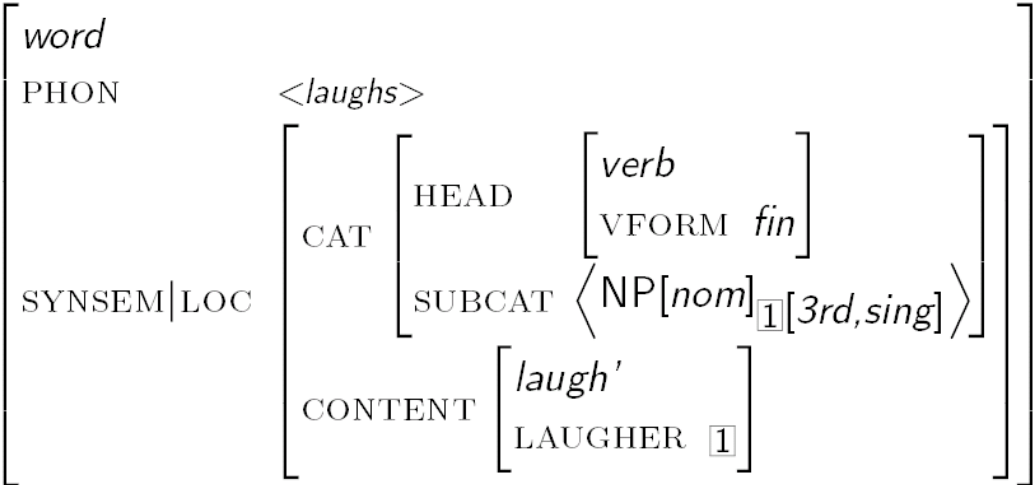 word
PHON <laughs>
verb
HEAD
VFORM fin
CAT
SYNSEM|LOC SUBCAT ⟨NP[nom]1[3rd,sing]⟩
laugh'
CONTENT
LAUGHER 1